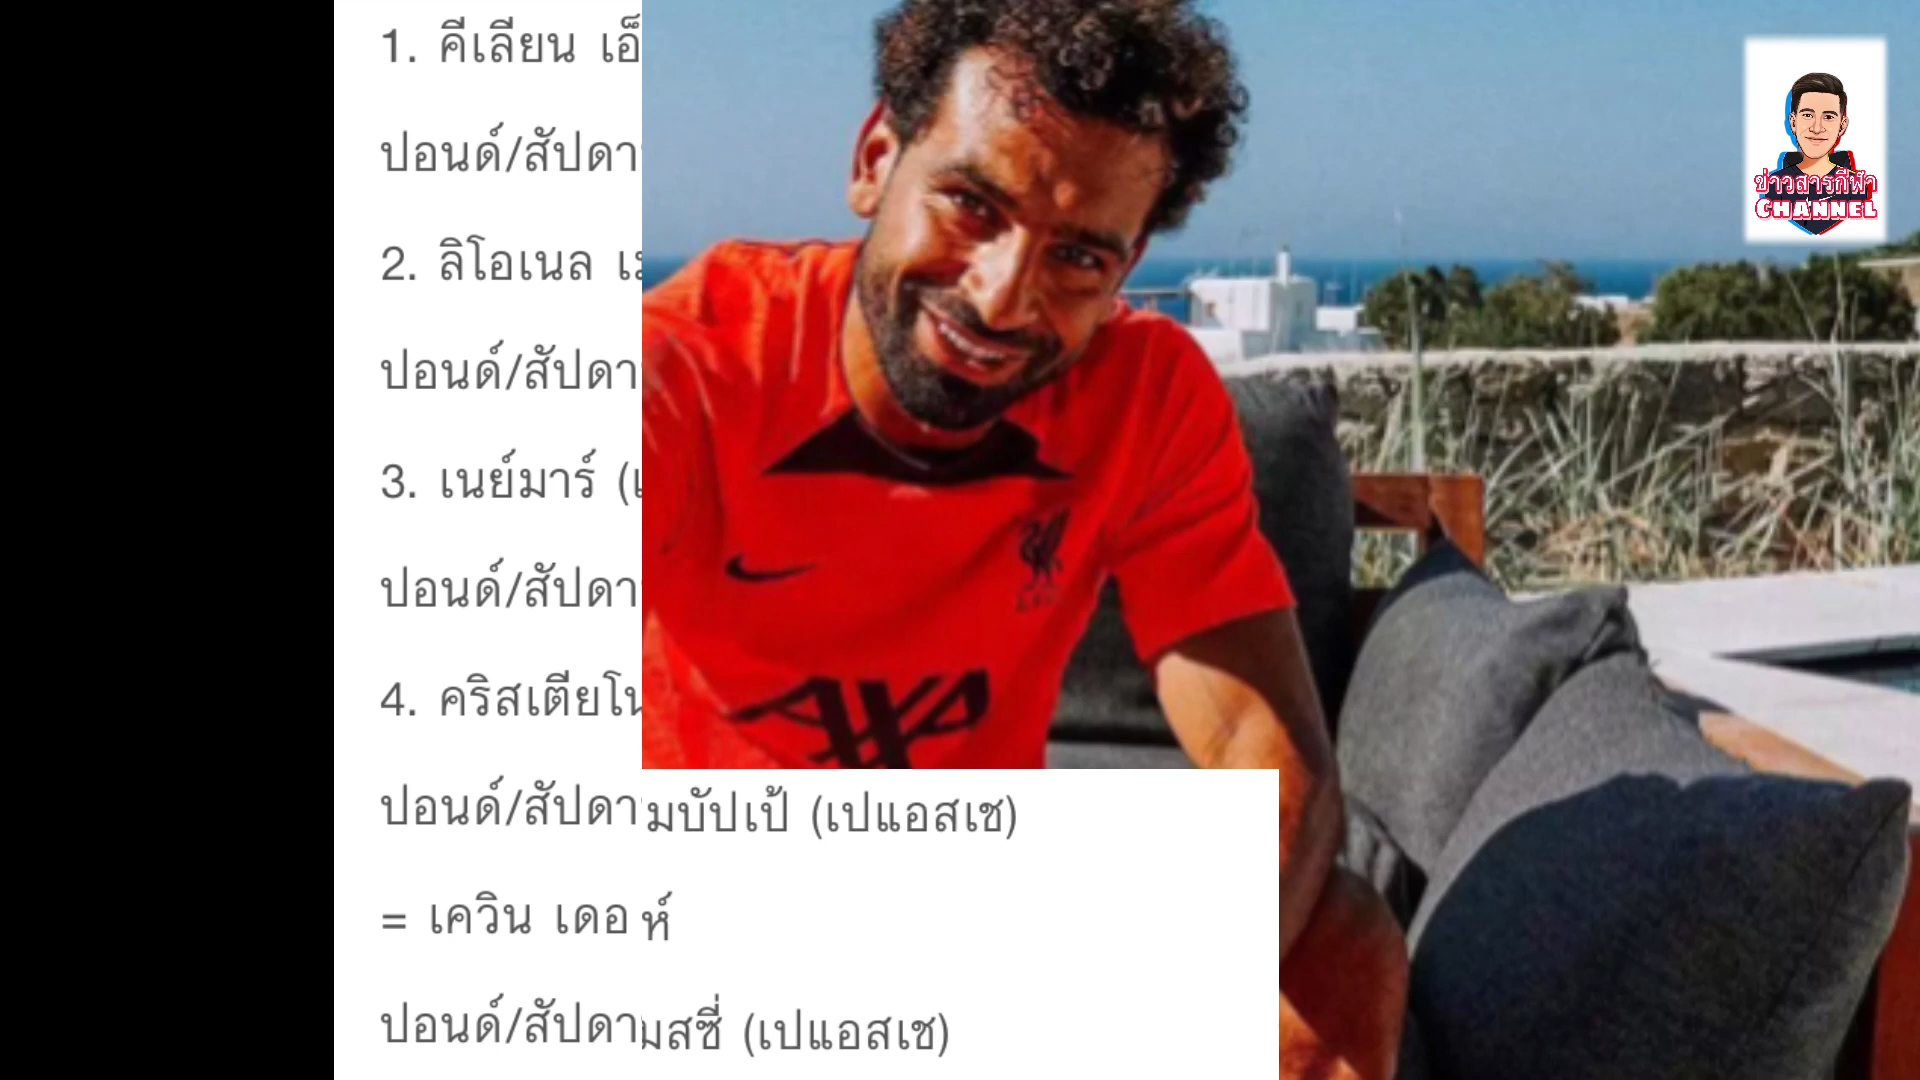 1. คีเลียน เอ็
ปอนด์/สัปดา
2. ลิโอเนล เ
ปอนด์/สัปดา
3. เนย์มาร์ (เ
ปอนด์/สัปดา
4. คริสเตียโน
ปอนด์/สัปดา
= เควิน เดอ
ปอนด์/สัปดา
มบัปเป้ (เปแอสเช)
ห์
มสซี่ (เปแอสเช)
ข่าวสารกีฬา
CHANNEL
AXA